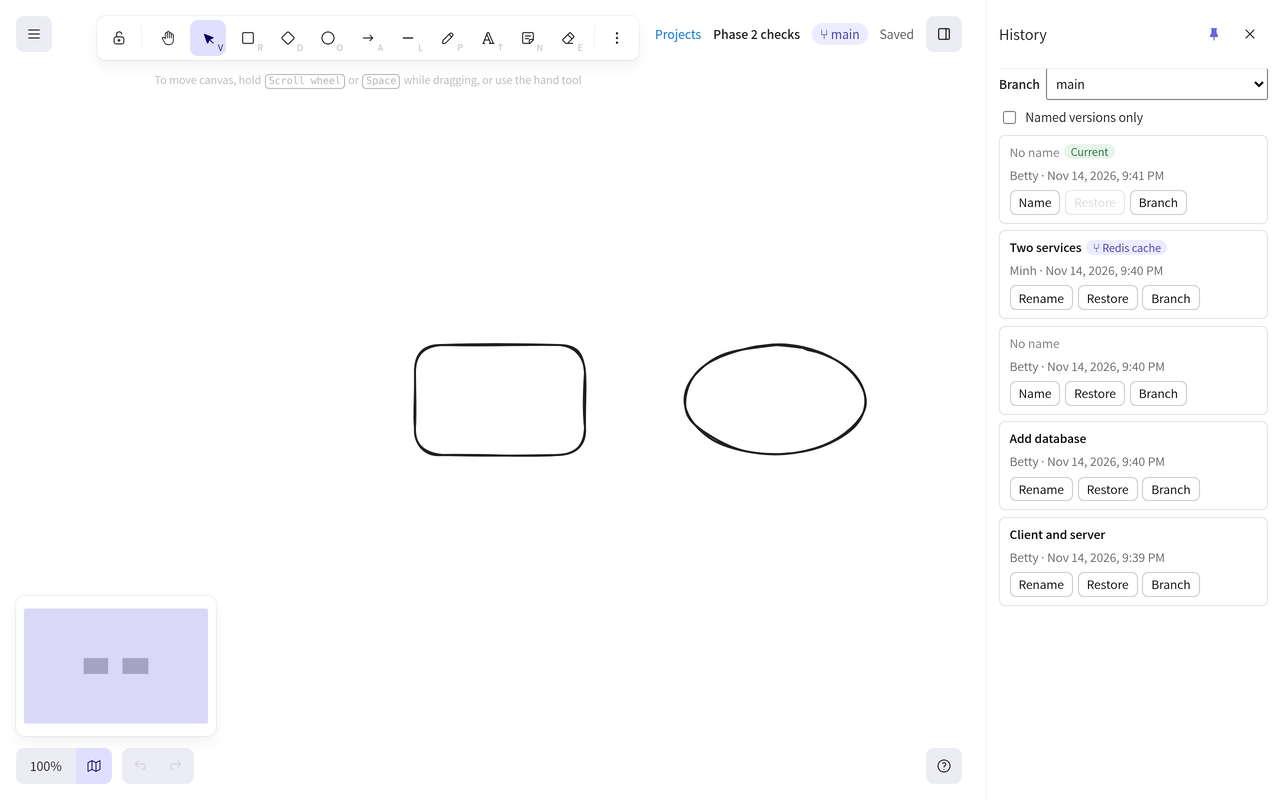 V R D O A L P T N E
Projects Phase 2 checks main Saved
To move canvas, hold Scroll wheel or Space while dragging, or use the hand tool
100%
History
Branch main
Named versions only
No name Current
Betty · Nov 14, 2026, 9:41 PM
Name Restore Branch
Two services Redis cache
Minh · Nov 14, 2026, 9:40 PM
Rename Restore Branch
No name
Betty · Nov 14, 2026, 9:40 PM
Name Restore Branch
Add database
Betty · Nov 14, 2026, 9:40 PM
Rename Restore Branch
Client and server
Betty · Nov 14, 2026, 9:39 PM
Rename Restore Branch